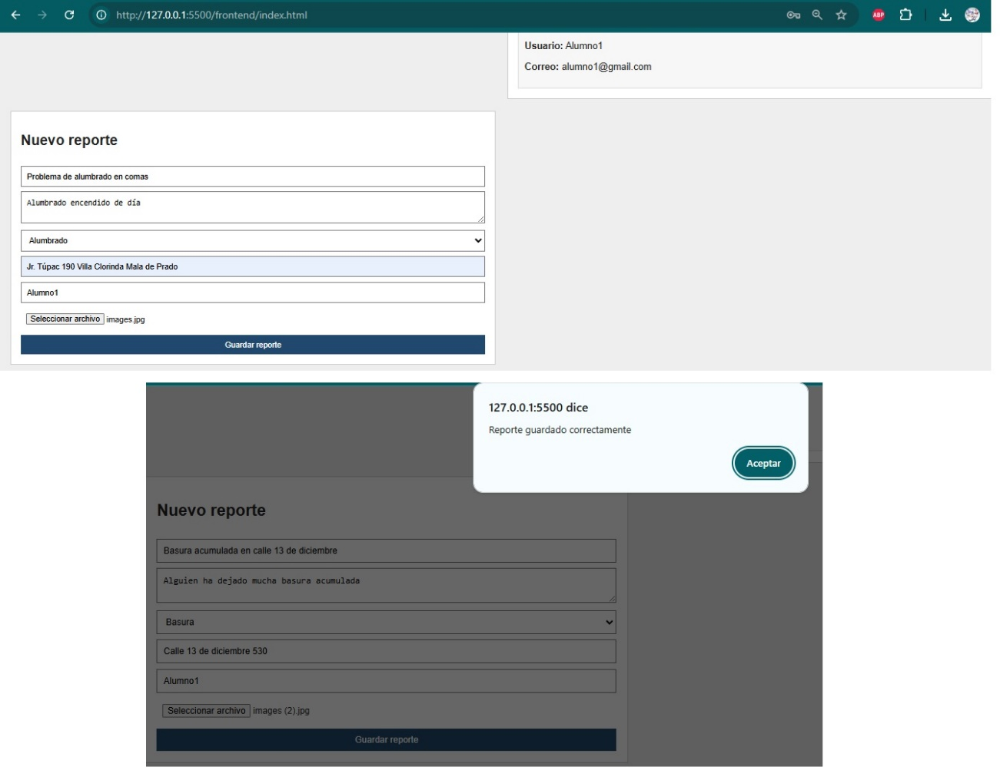 http://127.0.0.1:5500/frontend/index.html
ABP
Usuario: Alumno1
Correo: alumno1@gmail.com
Nuevo reporte
Problema de alumbrado en comas
Alumbrado encendido de día
Alumbrado
Jr. Túpac 190 Villa Clorinda Mala de Prado
Alumno1
Seleccionar archivo images.jpg
Guardar reporte
127.0.0.1:5500 dice
Reporte guardado correctamente
Aceptar
Nuevo reporte
Basura acumulada en calle 13 de diciembre
Alguien ha dejado mucha basura acumulada
Basura
Calle 13 de diciembre 530
Alumno1
Seleccionar archivo images (2).jpg
Guardar reporte